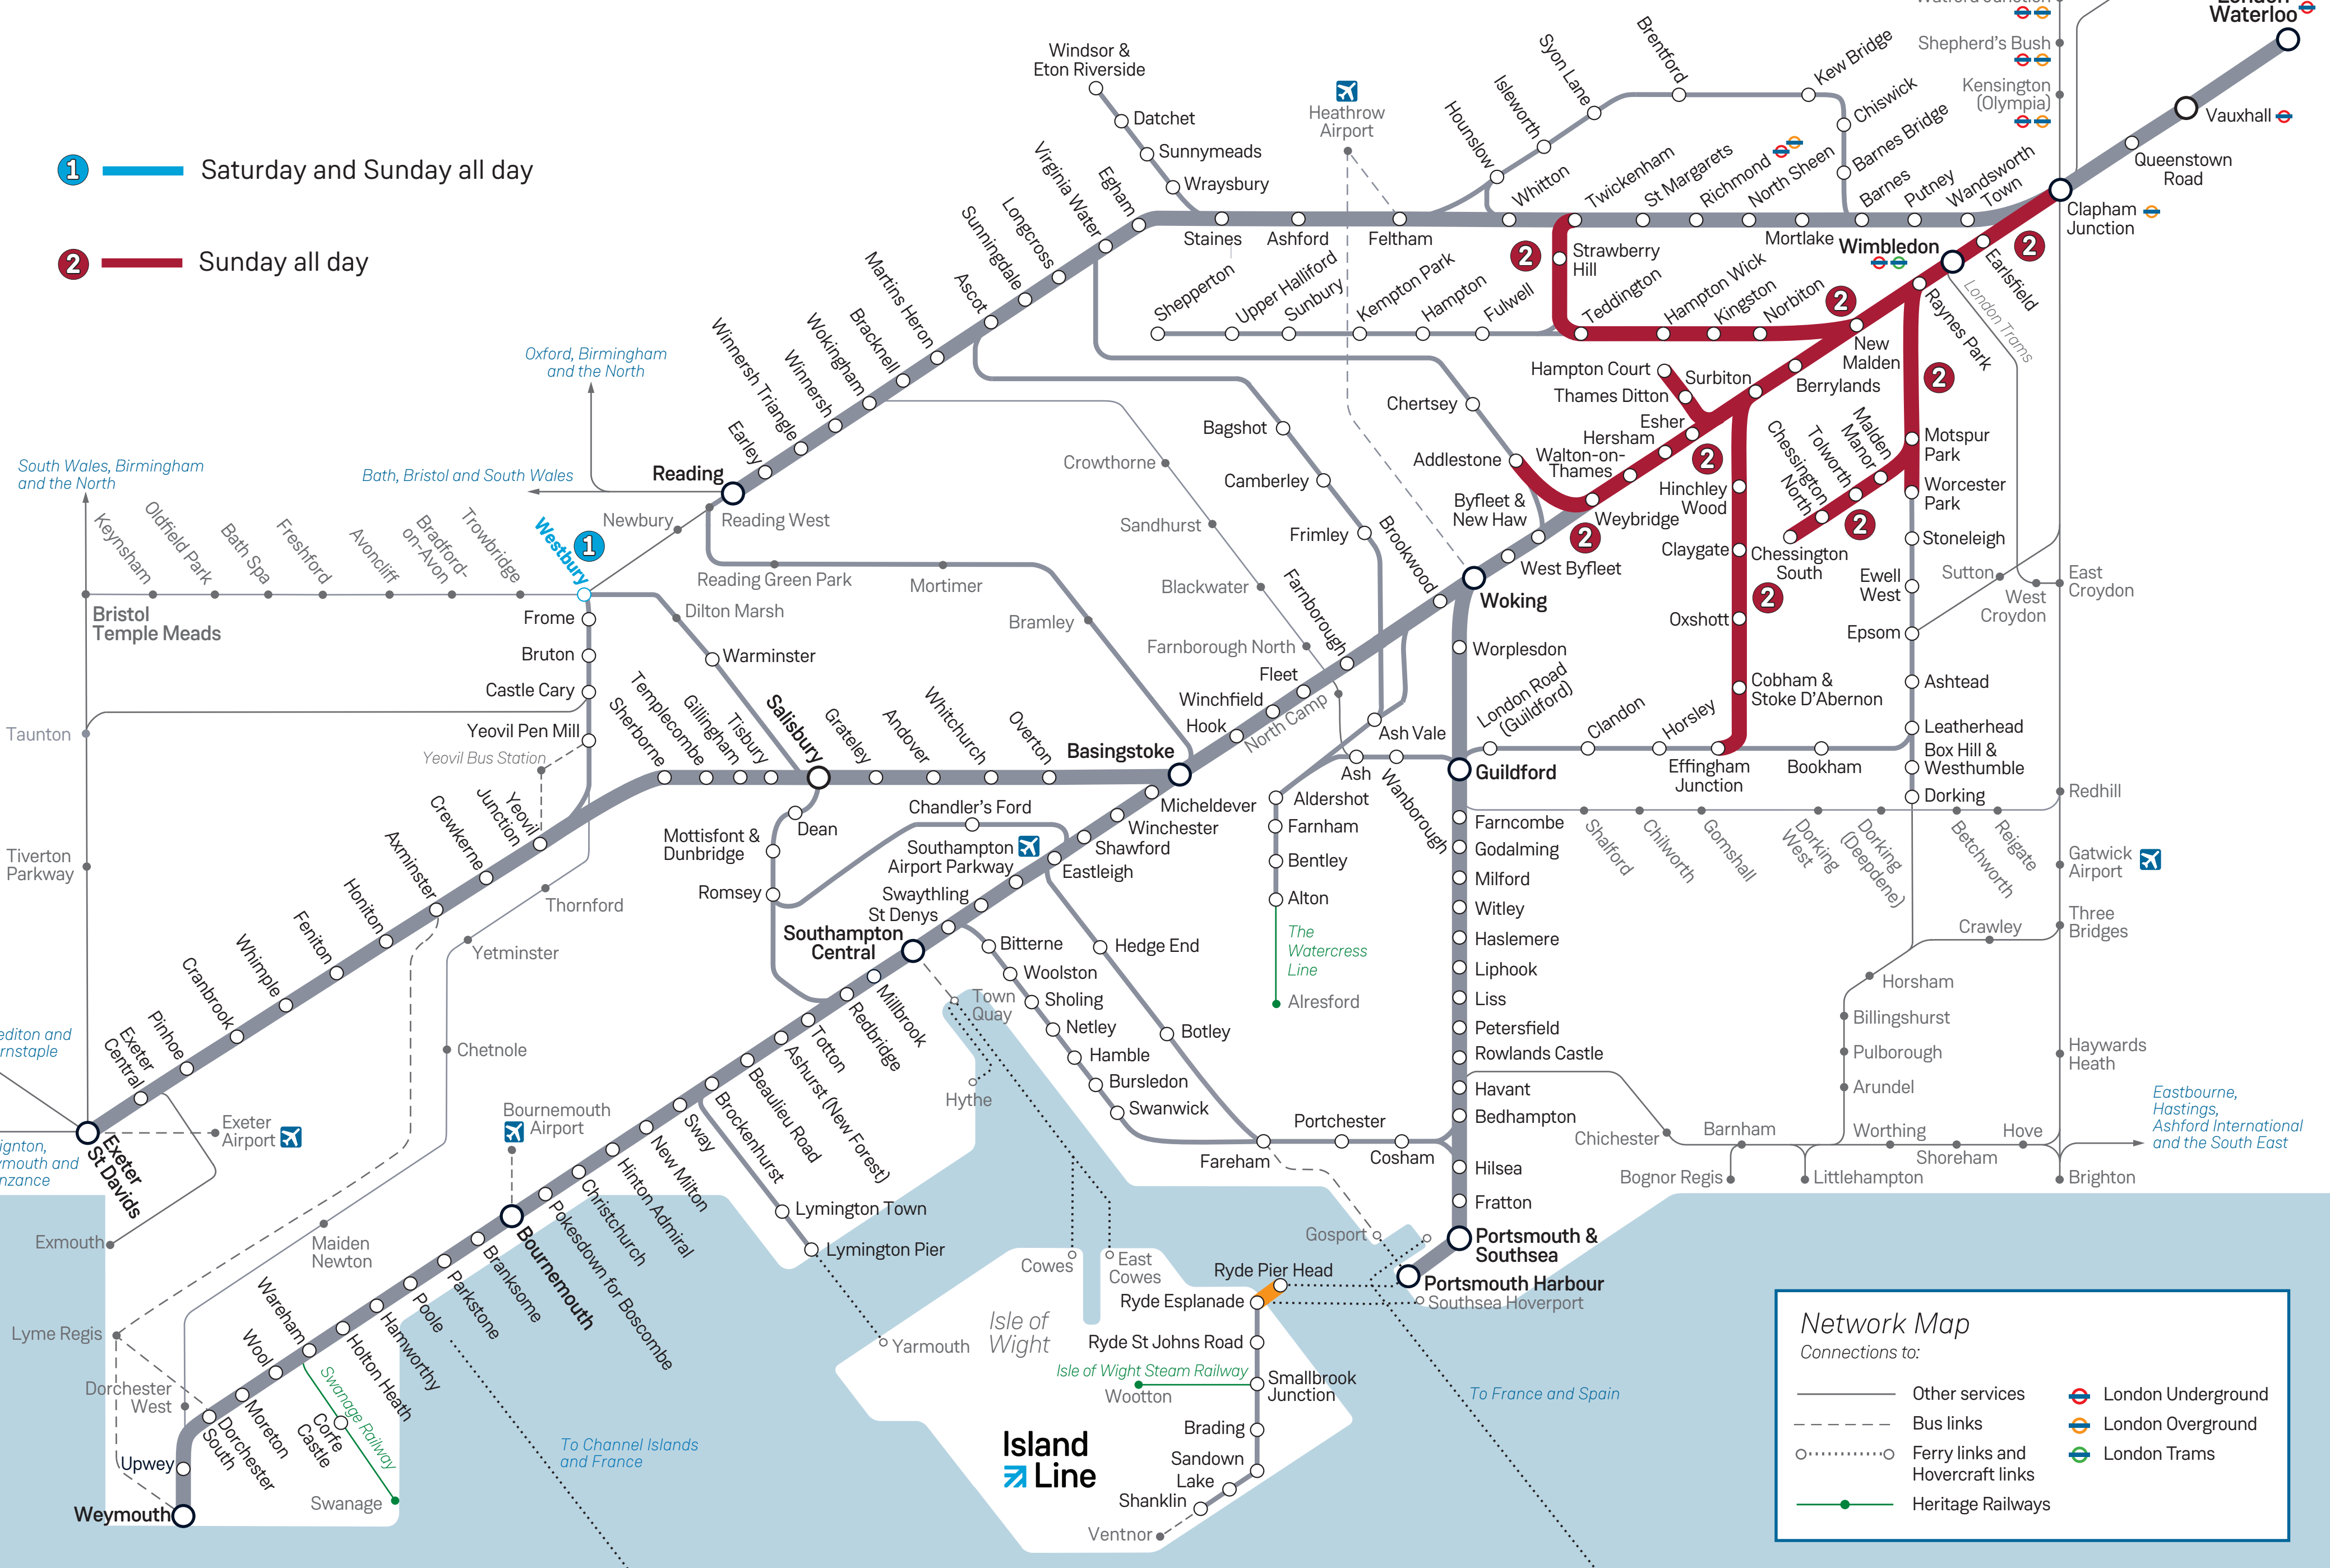 Waterloo
Vauxhall
Queenstown
Road
Clapham
Junction
Shepherd's Bush
Kensington
(Olympia)
1
Saturday and Sunday all day
2
Sunday all day
Windsor &
Eton Riverside
Datchet
Sunnymeads
Wraysbury
Heathrow
Airport
Hounslow
Isleworth
Syon Lane
Brentford
Kew Bridge
Chiswick
Barnes Bridge
Whitton
Twickenham
St Margarets
Richmond
North Sheen
Mortlake
Barnes
Putney
Wandsworth
Town
Staines
Ashford
Feltham
Egham
Virginia Water
Longcross
Sunningdale
Ascot
Martins Heron
Bracknell
Wokingham
Winnersh
Winnersh Triangle
Earley
Reading
2
Strawberry
Hill
Shepperton
Upper Halliford
Sunbury
Kempton Park
Hampton
Fulwell
Teddington
Hampton Wick
Kingston
Norbiton
2
Wimbledon
2
Earlsfield
London Trams
Raynes Park
New
Malden
Berrylands
Surbiton
Hampton Court
Thames Ditton
Esher
Hersham
Walton-on-
Thames
Weybridge
2
2
2
Motspur
Park
Malden
Manor
Tolworth
Chessington
North
Chessington
South
2
Worcester
Park
Stoneleigh
Ewell
West
Epsom
Ashtead
Leatherhead
Box Hill &
Westhumble
Dorking
Hinchley
Wood
Claygate
Oxshott
2
Cobham &
Stoke D'Abernon
Chertsey
Addlestone
Byfleet &
New Haw
West Byfleet
Woking
Bagshot
Camberley
Frimley
Brookwood
Crowthorne
Sandhurst
Blackwater
Farnborough North
Farnborough
Fleet
Winchfield
Hook
North Camp
Ash Vale
Ash
Wanborough
Aldershot
Farnham
Bentley
Alton
The
Watercress
Line
Alresford
Oxford, Birmingham
and the North
Bath, Bristol and South Wales
South Wales, Birmingham
and the North
Keynsham
Oldfield Park
Bath Spa
Freshford
Avoncliff
Bradford-
on-Avon
Trowbridge
Westbury
1
Newbury
Reading West
Reading Green Park
Mortimer
Bramley
Bristol
Temple Meads
Dilton Marsh
Warminster
Frome
Bruton
Castle Cary
Yeovil Pen Mill
Yeovil Bus Station
Taunton
Tiverton
Parkway
Sherborne
Templecombe
Gillingham
Tisbury
Salisbury
Grateley
Andover
Whitchurch
Overton
Basingstoke
Yeovil
Junction
Crewkerne
Axminster
Honiton
Feniton
Whimple
Cranbrook
Pinhoe
Exeter
Central
Exeter
St Davids
Exeter
Airport
Exmouth
Thornford
Yetminster
Chetnole
Maiden
Newton
Lyme Regis
Dorchester
West
Dean
Mottisfont &
Dunbridge
Romsey
Chandler's Ford
Micheldever
Winchester
Shawford
Eastleigh
Southampton
Airport Parkway
Swaythling
St Denys
Southampton
Central
Millbrook
Redbridge
Totton
Ashurst (New Forest)
Beaulieu Road
Brockenhurst
Sway
New Milton
Hinton Admiral
Christchurch
Pokesdown for Boscombe
Bournemouth
Bournemouth
Airport
Branksome
Parkstone
Poole
Hamworthy
Holton Heath
Wareham
Wool
Moreton
Dorchester
South
Upwey
Weymouth
Swanage Railway
Corfe
Castle
Swanage
Lymington Town
Lymington Pier
Town
Quay
Hythe
Bitterne
Woolston
Sholing
Netley
Hamble
Bursledon
Swanwick
Hedge End
Botley
Fareham
Portchester
Cosham
London Road
(Guildford)
Clandon
Horsley
Effingham
Junction
Bookham
Worplesdon
Guildford
Farncombe
Godalming
Milford
Witley
Haslemere
Liphook
Liss
Petersfield
Rowlands Castle
Havant
Bedhampton
Hilsea
Fratton
Portsmouth &
Southsea
Portsmouth Harbour
Southsea Hoverport
Gosport
Shalford
Chilworth
Gomshall
Dorking
West
Dorking
(Deepdene)
Betchworth
Reigate
Redhill
Sutton
West
Croydon
East
Croydon
Gatwick
Airport
Three
Bridges
Crawley
Horsham
Billingshurst
Pulborough
Arundel
Haywards
Heath
Chichester
Barnham
Bognor Regis
Littlehampton
Worthing
Shoreham
Hove
Brighton
Eastbourne,
Hastings,
Ashford International
and the South East
Cowes
East
Cowes
Yarmouth
Isle of
Wight
Ryde Pier Head
Ryde Esplanade
Ryde St Johns Road
Isle of Wight Steam Railway
Wootton
Smallbrook
Junction
Brading
Sandown
Lake
Shanklin
Ventnor
Island
Line
To Channel Islands
and France
To France and Spain
Network Map
Connections to:
Other services
Bus links
Ferry links and
Hovercraft links
Heritage Railways
London Underground
London Overground
London Trams